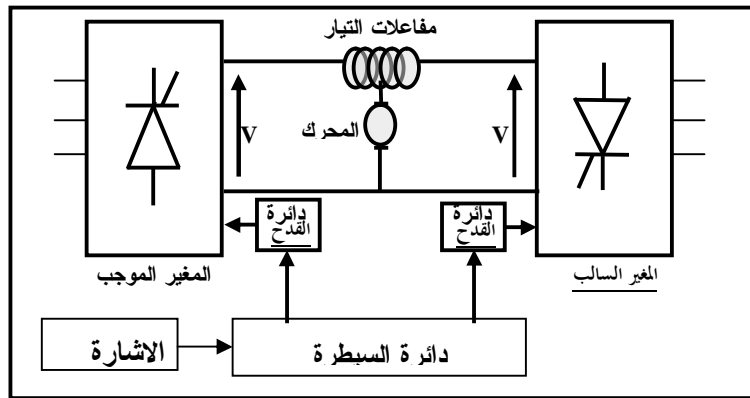 مفاعلات التيار
V
المحرك
V
دائرة
القدح
دائرة
القدح
المغير الموجب
المغير السالب
الاشارة
دائرة السيطرة